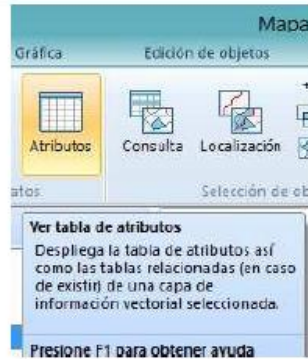 Mapa
Gráfica Edición de objetos
Atributos Consulta Localización
atos Selección de ob
Ver tabla de atributos
Despliega la tabla de atributos así
como las tablas relacionadas (en caso
de existir) de una capa de
información vectorial seleccionada.
Presione F1 para obtener ayuda